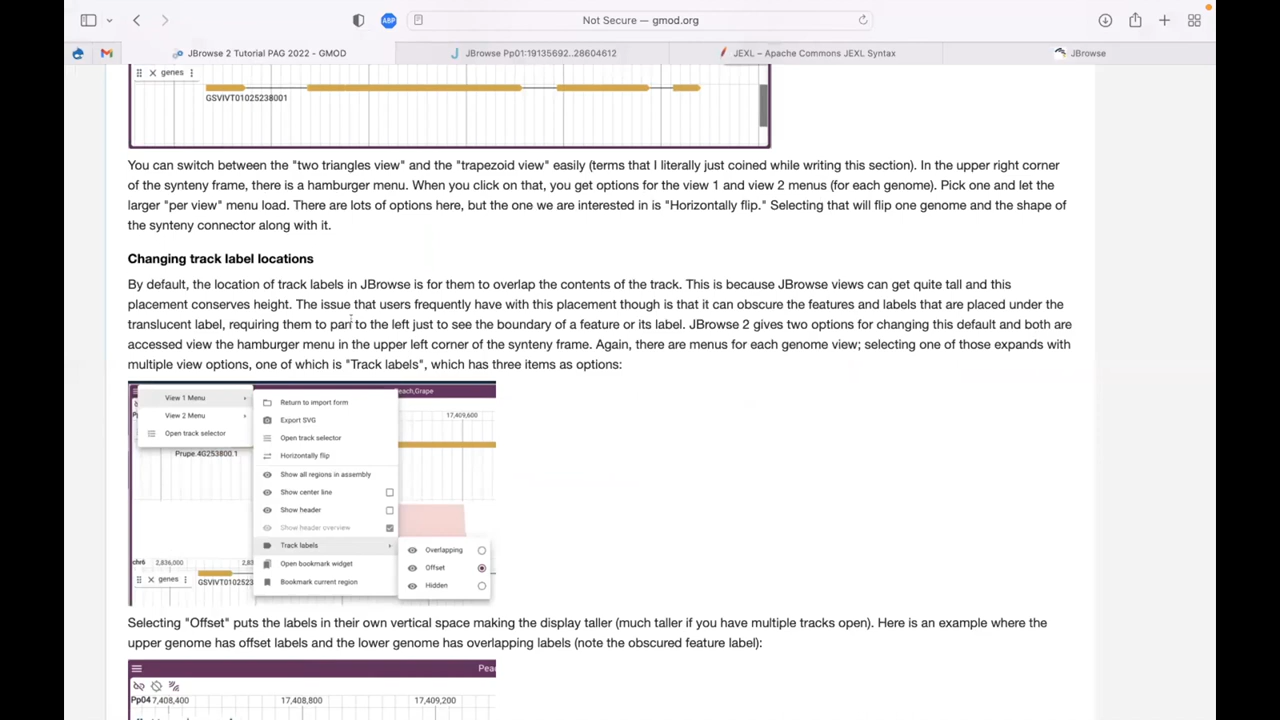 Not Secure — gmod.org
JBrowse 2 Tutorial PAG 2022 - GMOD
JBrowse Pp01:19135692..28604612
JEXL – Apache Commons JEXL Syntax
JBrowse
ABP
genes
GSVIVT01025238001
You can switch between the "two triangles view" and the "trapezoid view" easily (terms that I literally just coined while writing this section). In the upper right corner
of the synteny frame, there is a hamburger menu. When you click on that, you get options for the view 1 and view 2 menus (for each genome). Pick one and let the
larger "per view" menu load. There are lots of options here, but the one we are interested in is "Horizontally flip." Selecting that will flip one genome and the shape of
the synteny connector along with it.
Changing track label locations
By default, the location of track labels in JBrowse is for them to overlap the contents of the track. This is because JBrowse views can get quite tall and this
placement conserves height. The issue that users frequently have with this placement though is that it can obscure the features and labels that are placed under the
translucent label, requiring them to pan to the left just to see the boundary of a feature or its label. JBrowse 2 gives two options for changing this default and both are
accessed view the hamburger menu in the upper left corner of the synteny frame. Again, there are menus for each genome view; selecting one of those expands with
multiple view options, one of which is "Track labels", which has three items as options:
View 1 Menu
View 2 Menu
Open track selector
Prupe.4G253800.1
Return to import form
Export SVG
Open track selector
Horizontally flip
Show all regions in assembly
Show center line
Show header
Show header overview
Track labels
Open bookmark widget
Bookmark current region
each,Grape
17,409,600
Overlapping
Offset
Hidden
chr6 2,836,000 2,83
genes GSVIVT0102523
Selecting "Offset" puts the labels in their own vertical space making the display taller (much taller if you have multiple tracks open). Here is an example where the
upper genome has offset labels and the lower genome has overlapping labels (note the obscured feature label):
Pea
Pp04 7,408,400 17,408,800 17,409,200